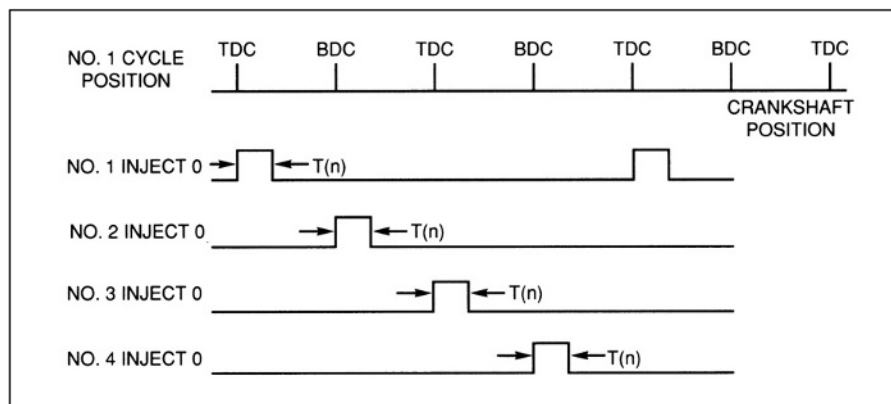 NO. 1 CYCLE
POSITION
TDC BDC TDC BDC TDC BDC TDC
CRANKSHAFT
POSITION
NO. 1 INJECT 0 T(n)
NO. 2 INJECT 0 T(n)
NO. 3 INJECT 0 T(n)
NO. 4 INJECT 0 T(n)